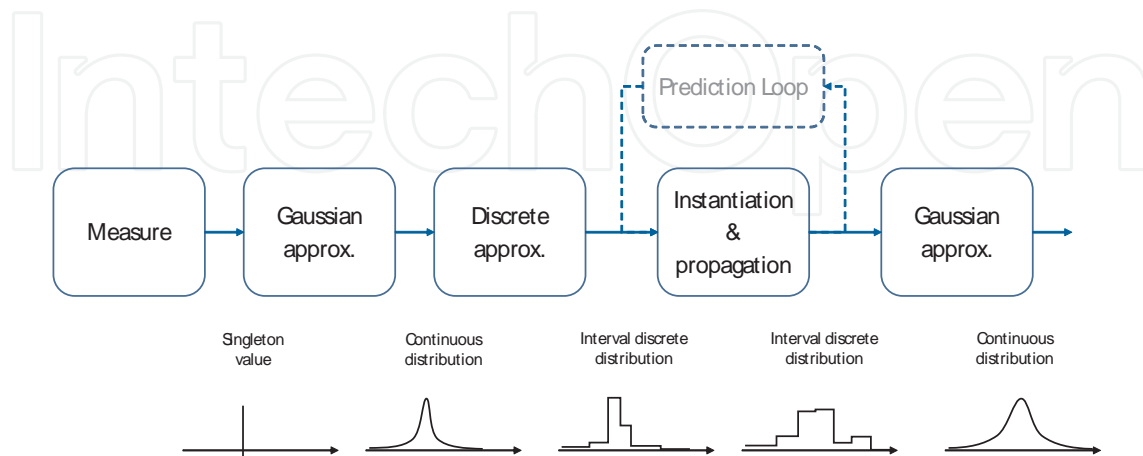 IntechOpen
Prediction Loop
Measure
Gaussian
approx.
Discrete
approx.
Instantiation
&
propagation
Gaussian
approx.
Singleton
value
Continuous
distribution
Interval discrete
distribution
Interval discrete
distribution
Continuous
distribution